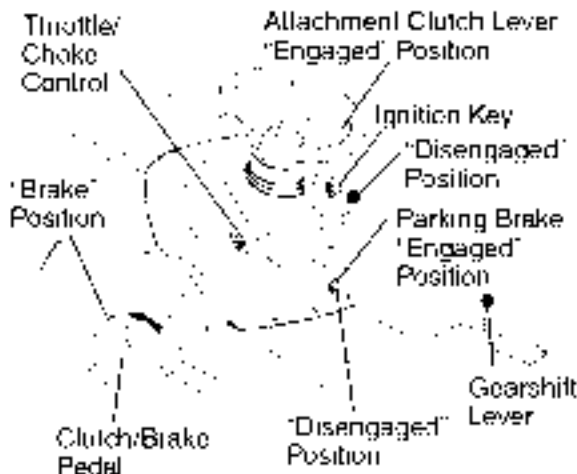 Throttle/
Choke
Control
Attachment Clutch Lever
"Engaged" Position
Ignition Key
"Disengaged"
Position
"Brake"
Position
Parking Brake
"Engaged"
Position
Gearshift
Lever
"Disengaged"
Position
Clutch/Brake
Pedal